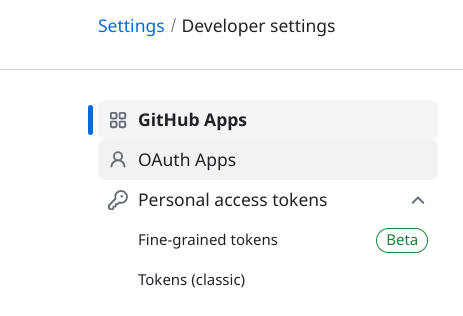 Settings / Developer settings
GitHub Apps
OAuth Apps
Personal access tokens
Fine-grained tokens Beta
Tokens (classic)